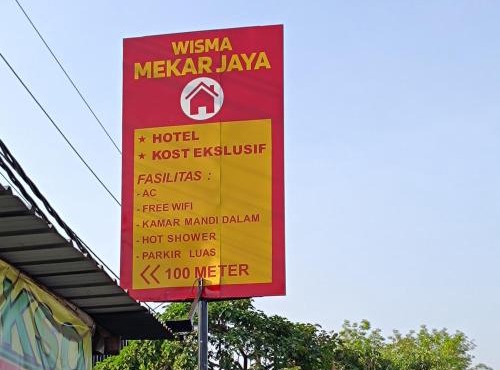 WISMA
MEKAR JAYA
★ HOTEL
★ KOST EKSLUSIF
FASILITAS :
- AC
- FREE WIFI
- KAMAR MANDI DALAM
- HOT SHOWER
- PARKIR LUAS
<< 100 METER